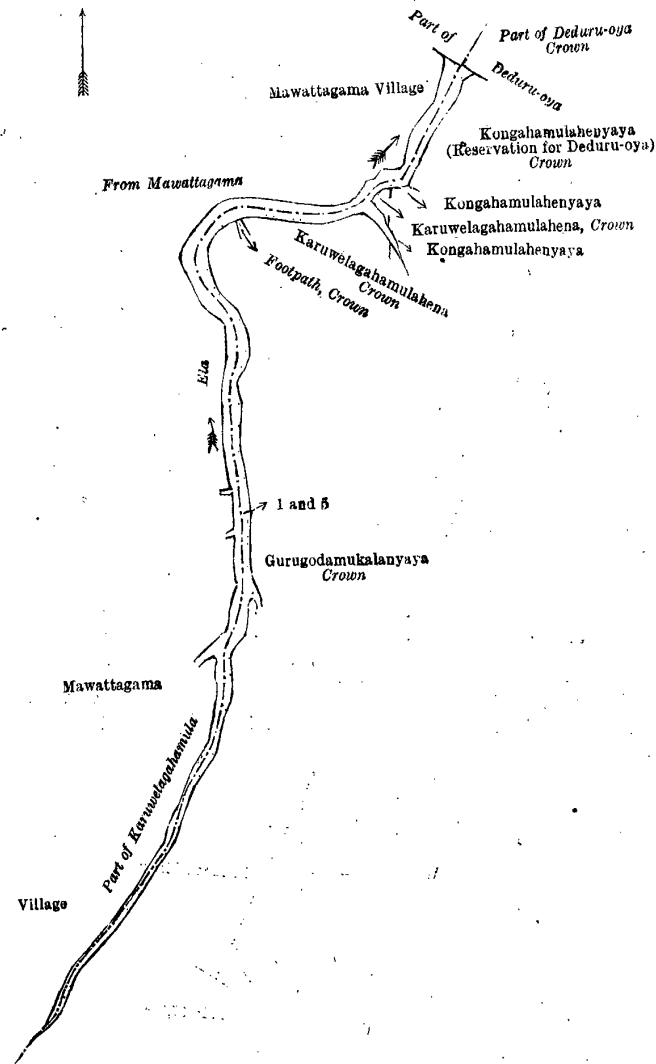 Part of
Part of Deduru-oya
Crown
Deduru-oya
Mawattagama Village
Kongahamulahenyaya
(Reservation for Deduru-oya)
Crown
From Mawattagama
Kongahamulahenyaya
Karuwelagahamulahena, Crown
Kongahamulahenyaya
Karuwelagahamulahena
Crown
Footpath, Crown
Ela
1 and 5
Gurugodamukalanyaya
Crown
Mawattagama
Part of Karuwelagahamula
Village